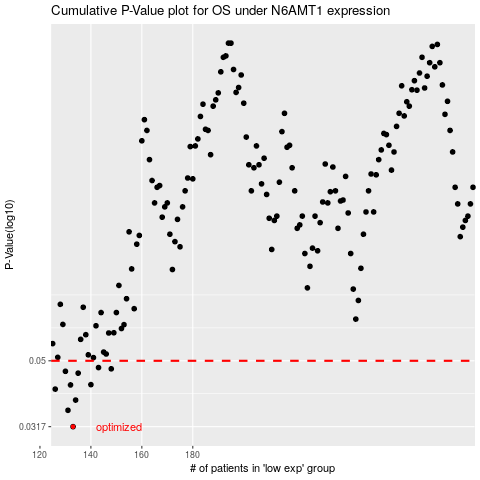 Cumulative P-Value plot for OS under N6AMT1 expression
P-Value(log10)
0.05
0.0317
optimized
120 140 160 180
# of patients in 'low exp' group